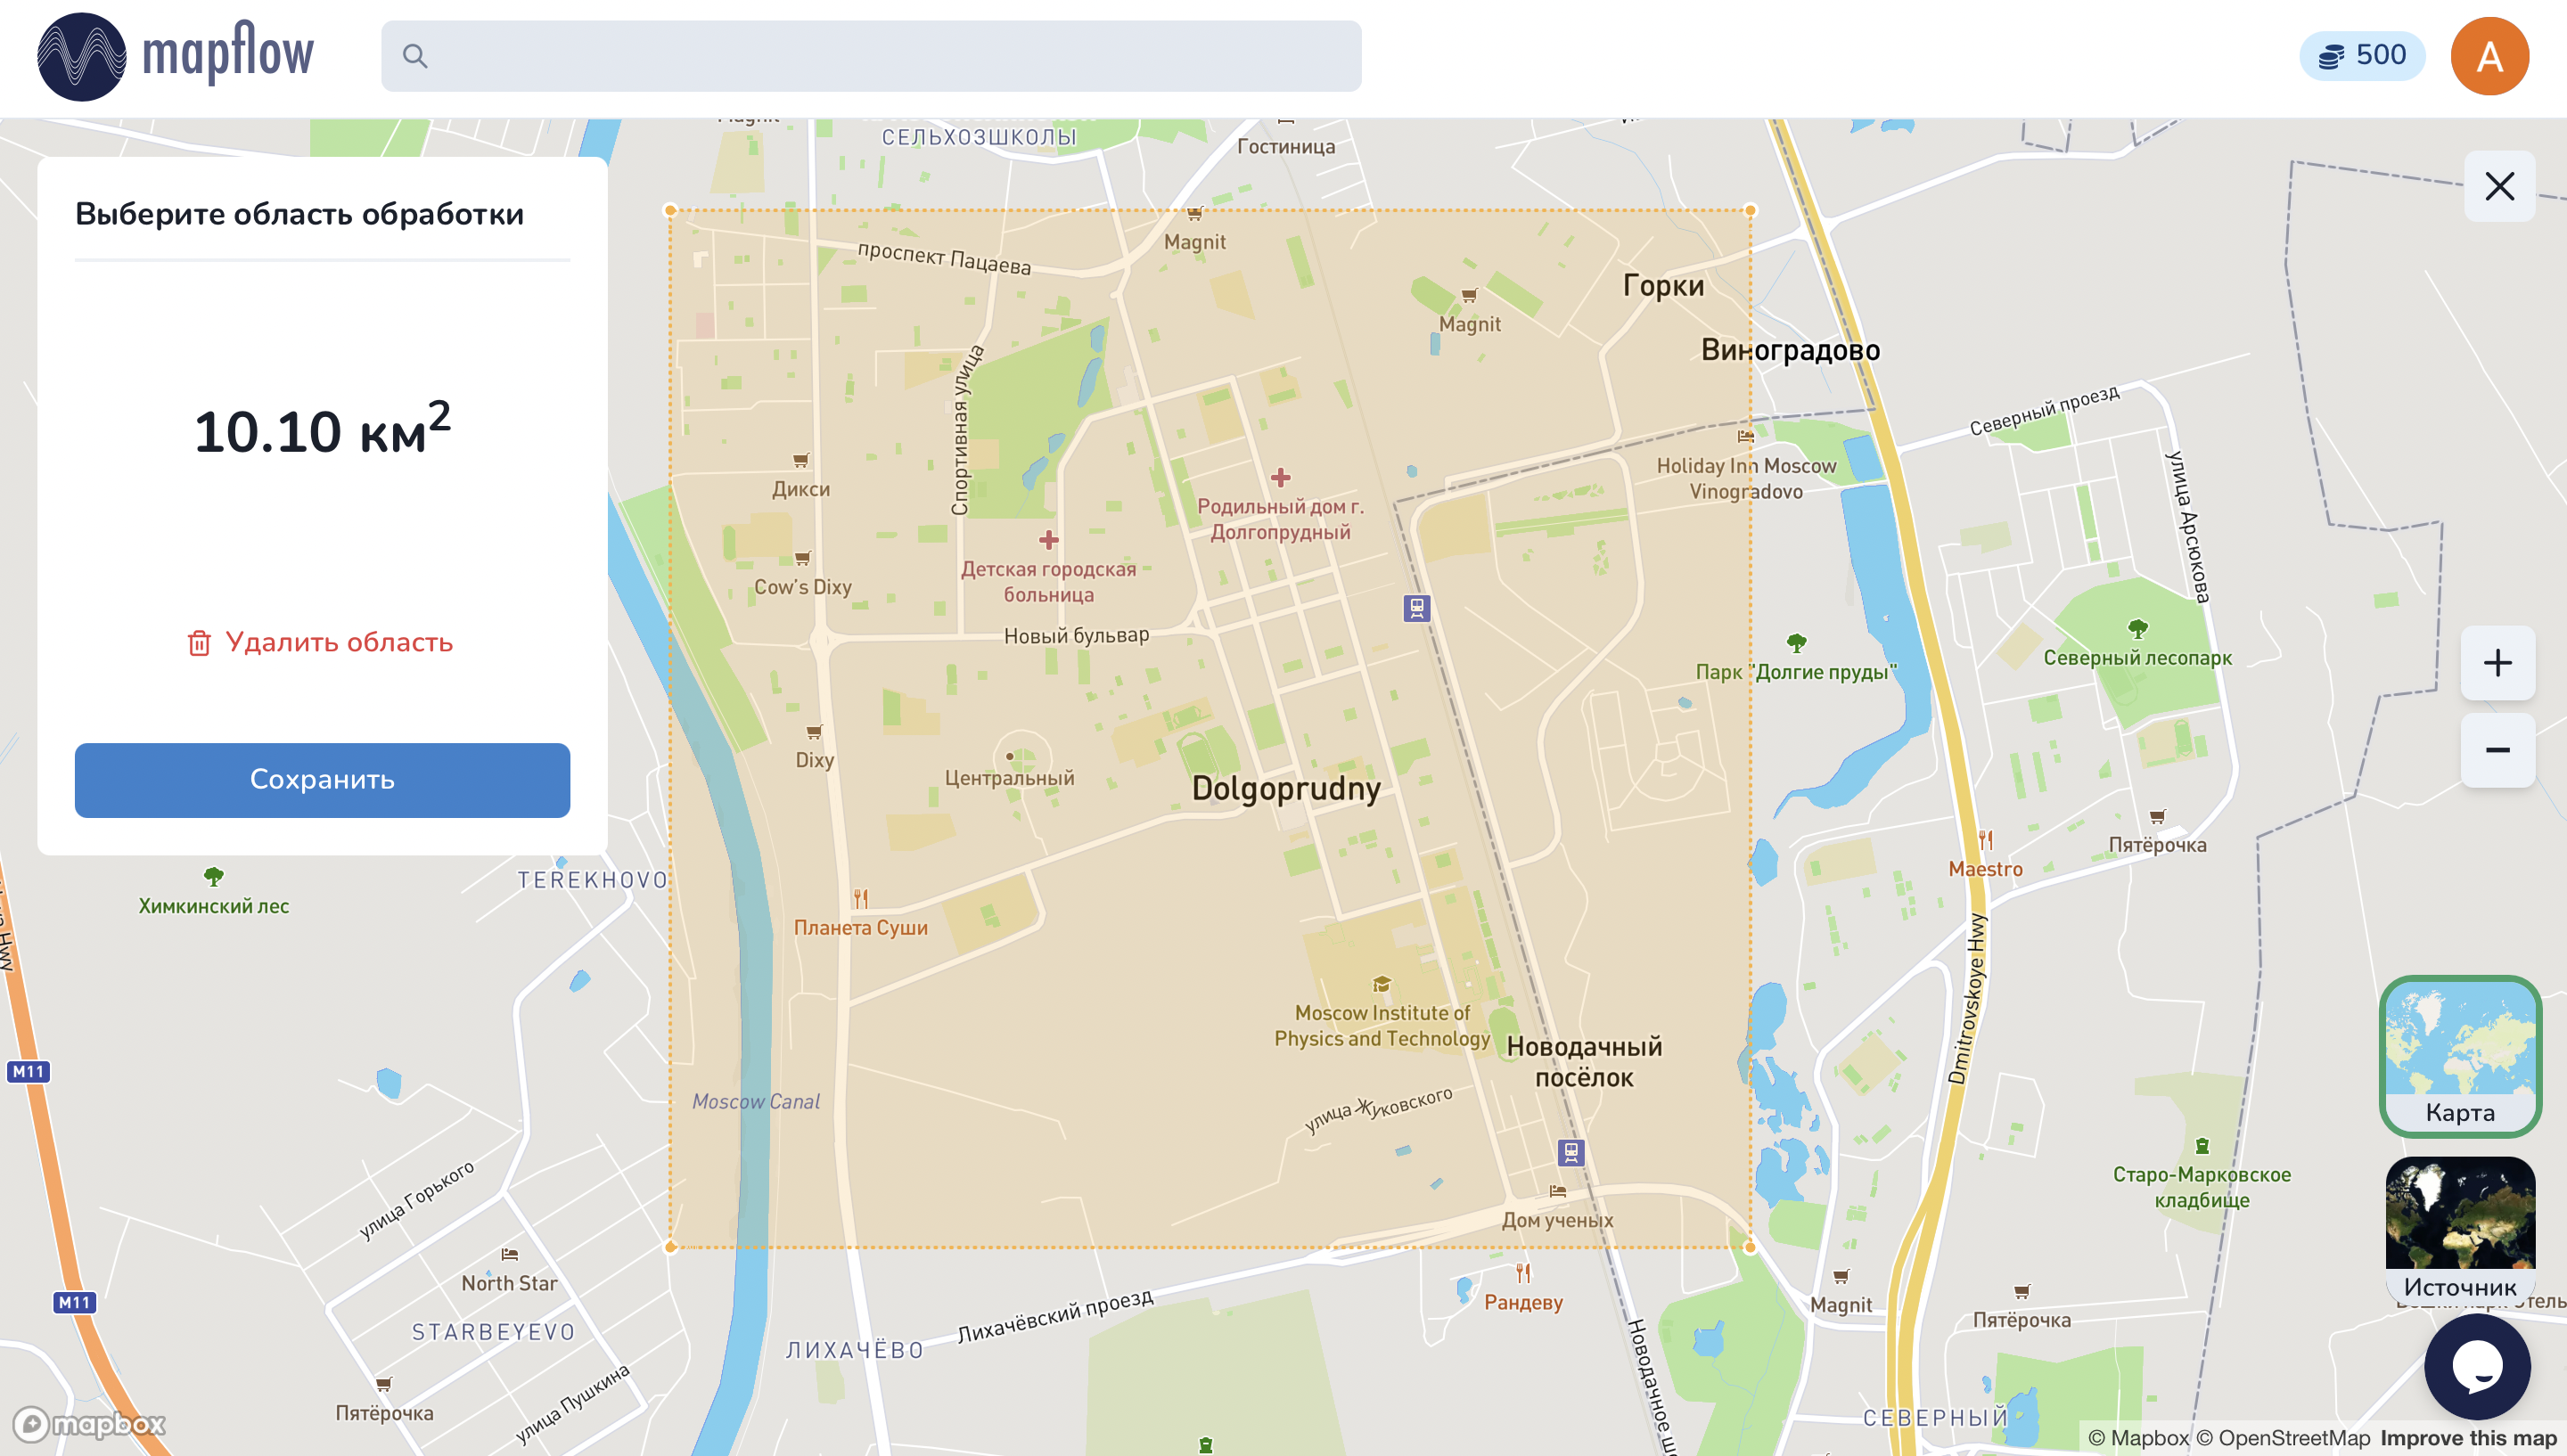 mapflow
500
A
Выберите область обработки
10.10 км²
Удалить область
Сохранить
Magnit
СЕЛЬХОЗШКОЛЫ
Гостиница
Magnit
проспект Пацаева
Горки
Magnit
Виноградово
Спортивная улица
Северный проезд
улица Арсюкова
Дикси
Holiday Inn Moscow
Vinogradovo
Родильный дом г.
Долгопрудный
Детская городская
больница
Cow's Dixy
Новый бульвар
Парк "Долгие пруды"
Северный лесопарк
Dixy
Центральный
Dolgoprudny
Пятёрочка
Maestro
TEREKHOVO
Химкинский лес
Планета Суши
Moscow Institute of
Physics and Technology
Новодачный
посёлок
Dmitrovskoye Hwy
M11
Moscow Canal
улица Жуковского
Карта
Старо-Марковское
кладбище
улица Горького
Дом ученых
North Star
Источник
M11
Рандеву
Magnit
Пятёрочка
Лихачёвский проезд
STARBEYEVO
ЛИХАЧЁВО
улица Пушкина
Пятёрочка
СЕВЕРНЫЙ
mapbox
© Mapbox © OpenStreetMap Improve this map